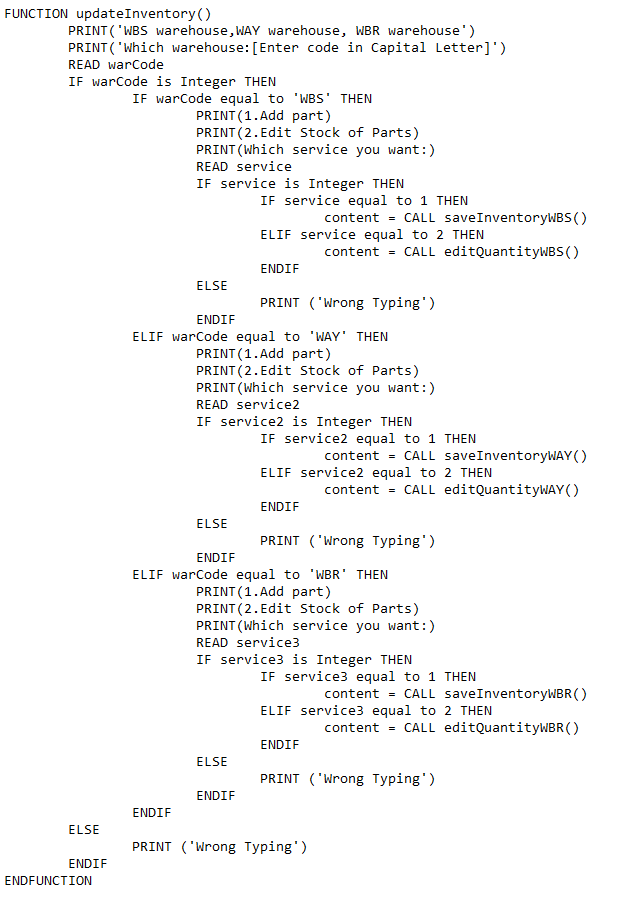 FUNCTION updateInventory()
PRINT('WBS warehouse,WAY warehouse, WBR warehouse')
PRINT('Which warehouse:[Enter code in Capital Letter]')
READ warCode
IF warCode is Integer THEN
IF warCode equal to 'WBS' THEN
PRINT(1.Add part)
PRINT(2.Edit Stock of Parts)
PRINT(Which service you want:)
READ service
IF service is Integer THEN
IF service equal to 1 THEN
content = CALL saveInventoryWBS()
ELIF service equal to 2 THEN
content = CALL editQuantityWBS()
ENDIF
ELSE
PRINT ('Wrong Typing')
ENDIF
ELIF warCode equal to 'WAY' THEN
PRINT(1.Add part)
PRINT(2.Edit Stock of Parts)
PRINT(Which service you want:)
READ service2
IF service2 is Integer THEN
IF service2 equal to 1 THEN
content = CALL saveInventoryWAY()
ELIF service2 equal to 2 THEN
content = CALL editQuantityWAY()
ENDIF
ELSE
PRINT ('Wrong Typing')
ENDIF
ELIF warCode equal to 'WBR' THEN
PRINT(1.Add part)
PRINT(2.Edit Stock of Parts)
PRINT(Which service you want:)
READ service3
IF service3 is Integer THEN
IF service3 equal to 1 THEN
content = CALL saveInventoryWBR()
ELIF service3 equal to 2 THEN
content = CALL editQuantityWBR()
ENDIF
ELSE
PRINT ('Wrong Typing')
ENDIF
ENDIF
ELSE
PRINT ('Wrong Typing')
ENDIF
ENDFUNCTION